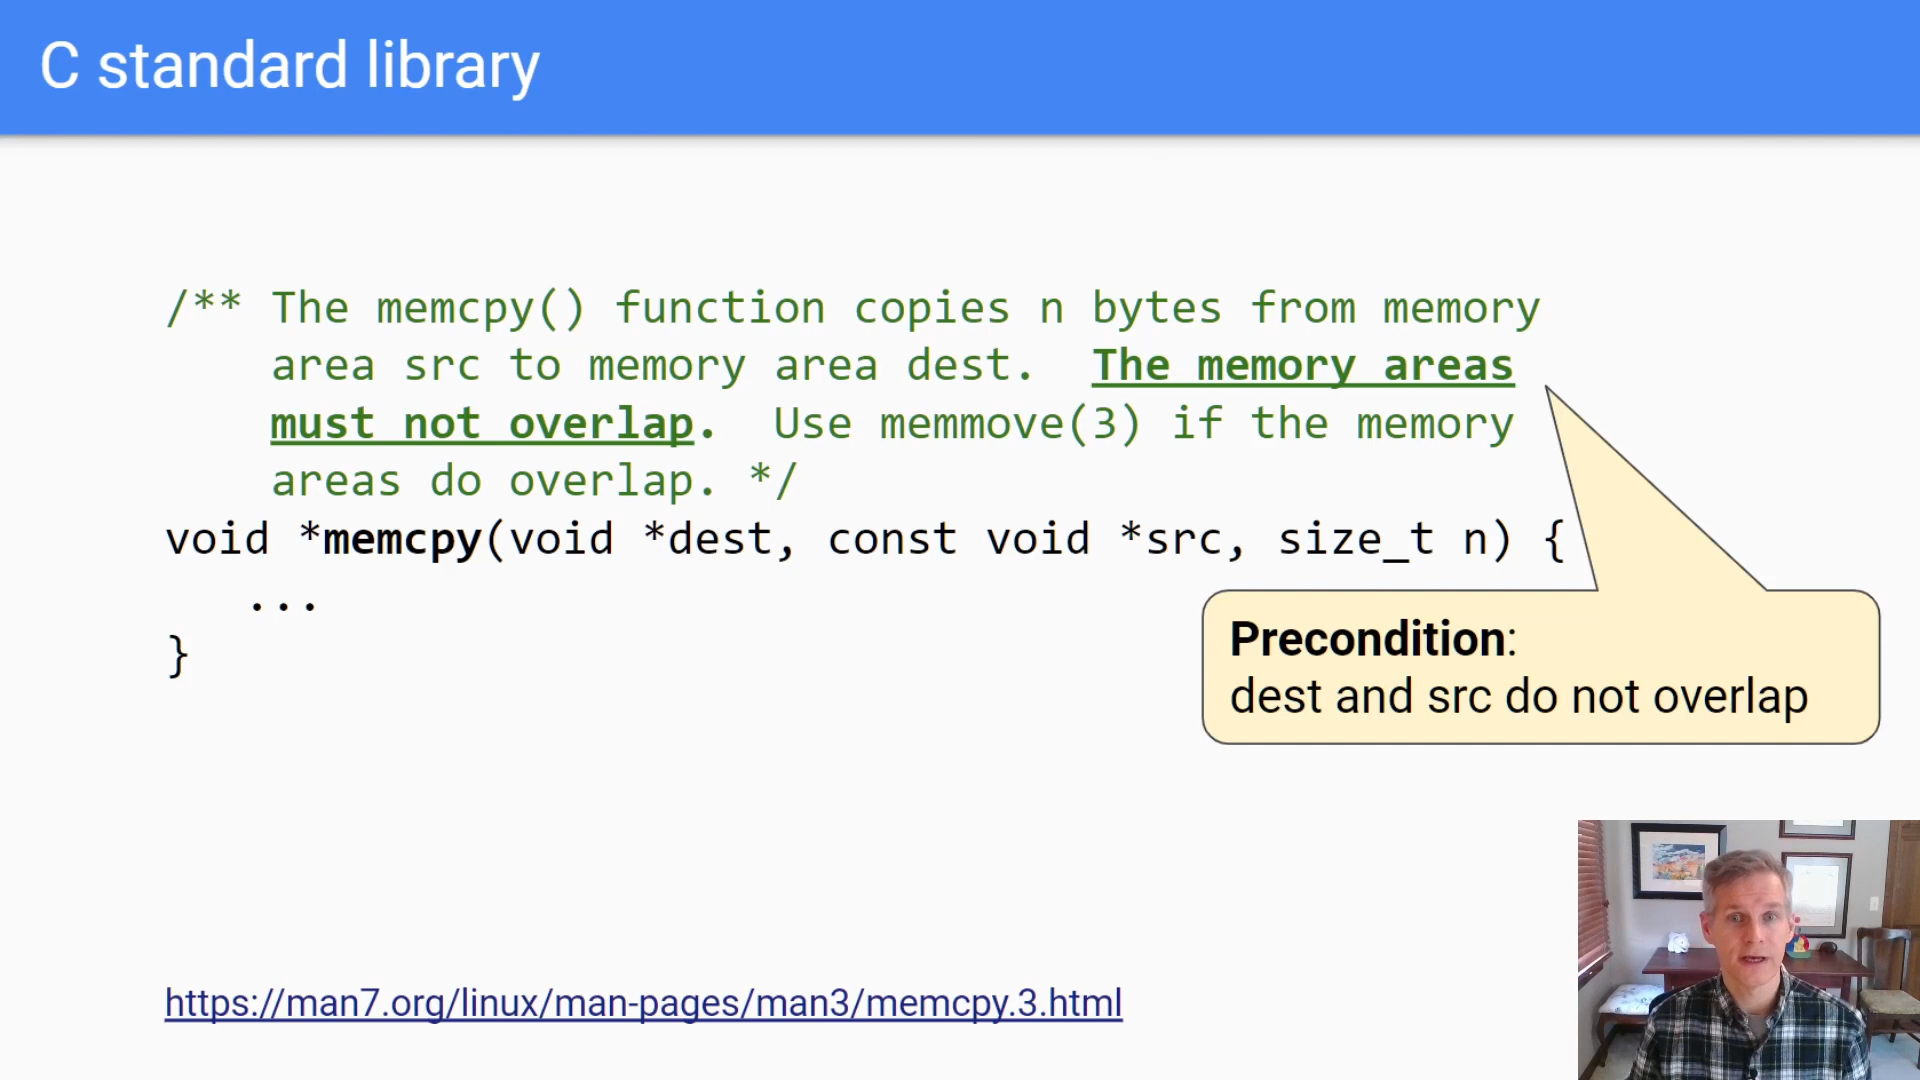 C standard library
/** The memcpy() function copies n bytes from memory
area src to memory area dest. The memory areas
must not overlap. Use memmove(3) if the memory
areas do overlap. */
void *memcpy(void *dest, const void *src, size_t n) {
...
}
Precondition:
dest and src do not overlap
https://man7.org/linux/man-pages/man3/memcpy.3.html